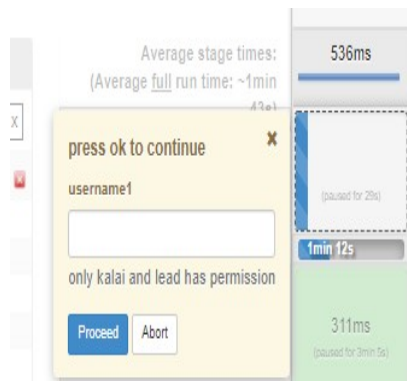 Average stage times:
(Average full run time: ~1min
43s)
536ms
X
press ok to continue
username1
only kalai and lead has permission
Proceed
Abort
(paused for 29s)
1min 12s
311ms
(paused for 3min 5s)